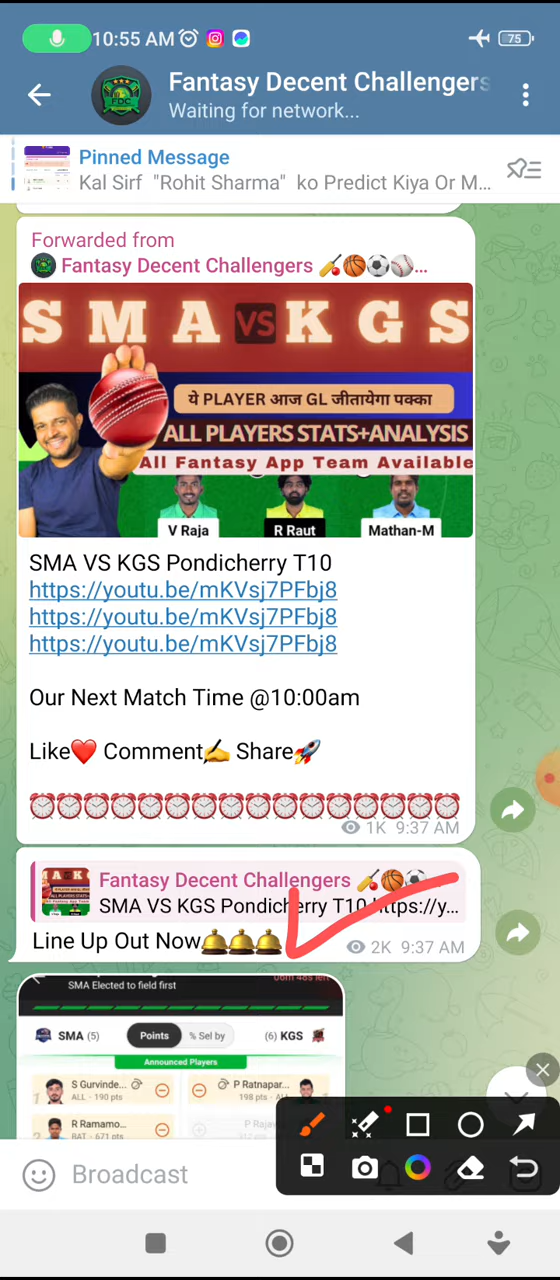 10:55 AM
75
Fantasy Decent Challengers
Waiting for network...
Pinned Message
Kal Sirf "Rohit Sharma" ko Predict Kiya Or M...
Forwarded from
Fantasy Decent Challengers 🏏🏀⚽⚾...
SMA VS KGS
ये PLAYER आज GL जीतायेगा पक्का
ALL PLAYERS STATS+ANALYSIS
All Fantasy App Team Available
V Raja
R Raut
Mathan-M
SMA VS KGS Pondicherry T10
https://youtu.be/mKVsj7PFbj8
https://youtu.be/mKVsj7PFbj8
https://youtu.be/mKVsj7PFbj8
Our Next Match Time @10:00am
Like❤️ Comment✍️ Share🚀
⏰⏰⏰⏰⏰⏰⏰⏰⏰⏰⏰⏰⏰⏰⏰⏰
1K 9:37 AM
Fantasy Decent Challengers 🏏🏀⚽
SMA VS KGS Pondicherry T10 https://y...
Line Up Out Now🛎️🛎️🛎️
2K 9:37 AM
06m 48s left
SMA Elected to field first
SMA (5)
Points
% Sel by
(6) KGS
Announced Players
S Gurvinde...
ALL - 190 pts
P Ratnapar...
198 pts
R Ramamo...
BAT - 671 pts
Broadcast